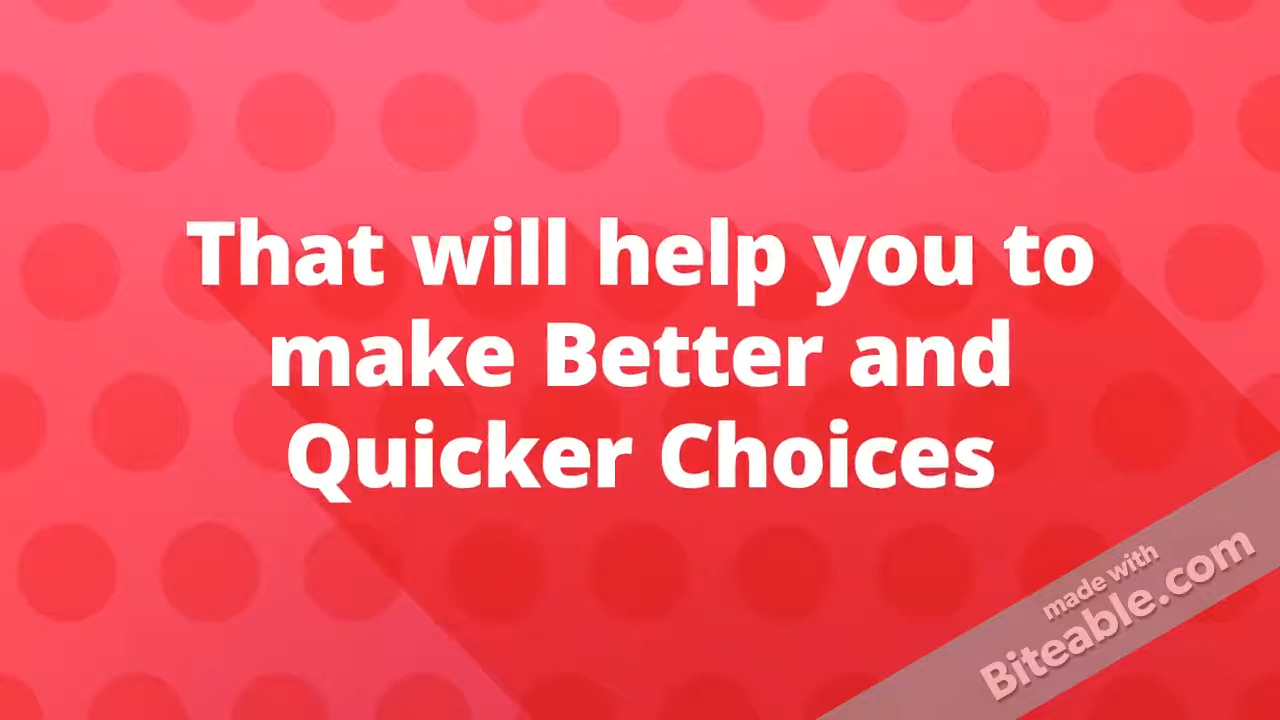 That will help you to
make Better and
Quicker Choices
made with
Biteable.com